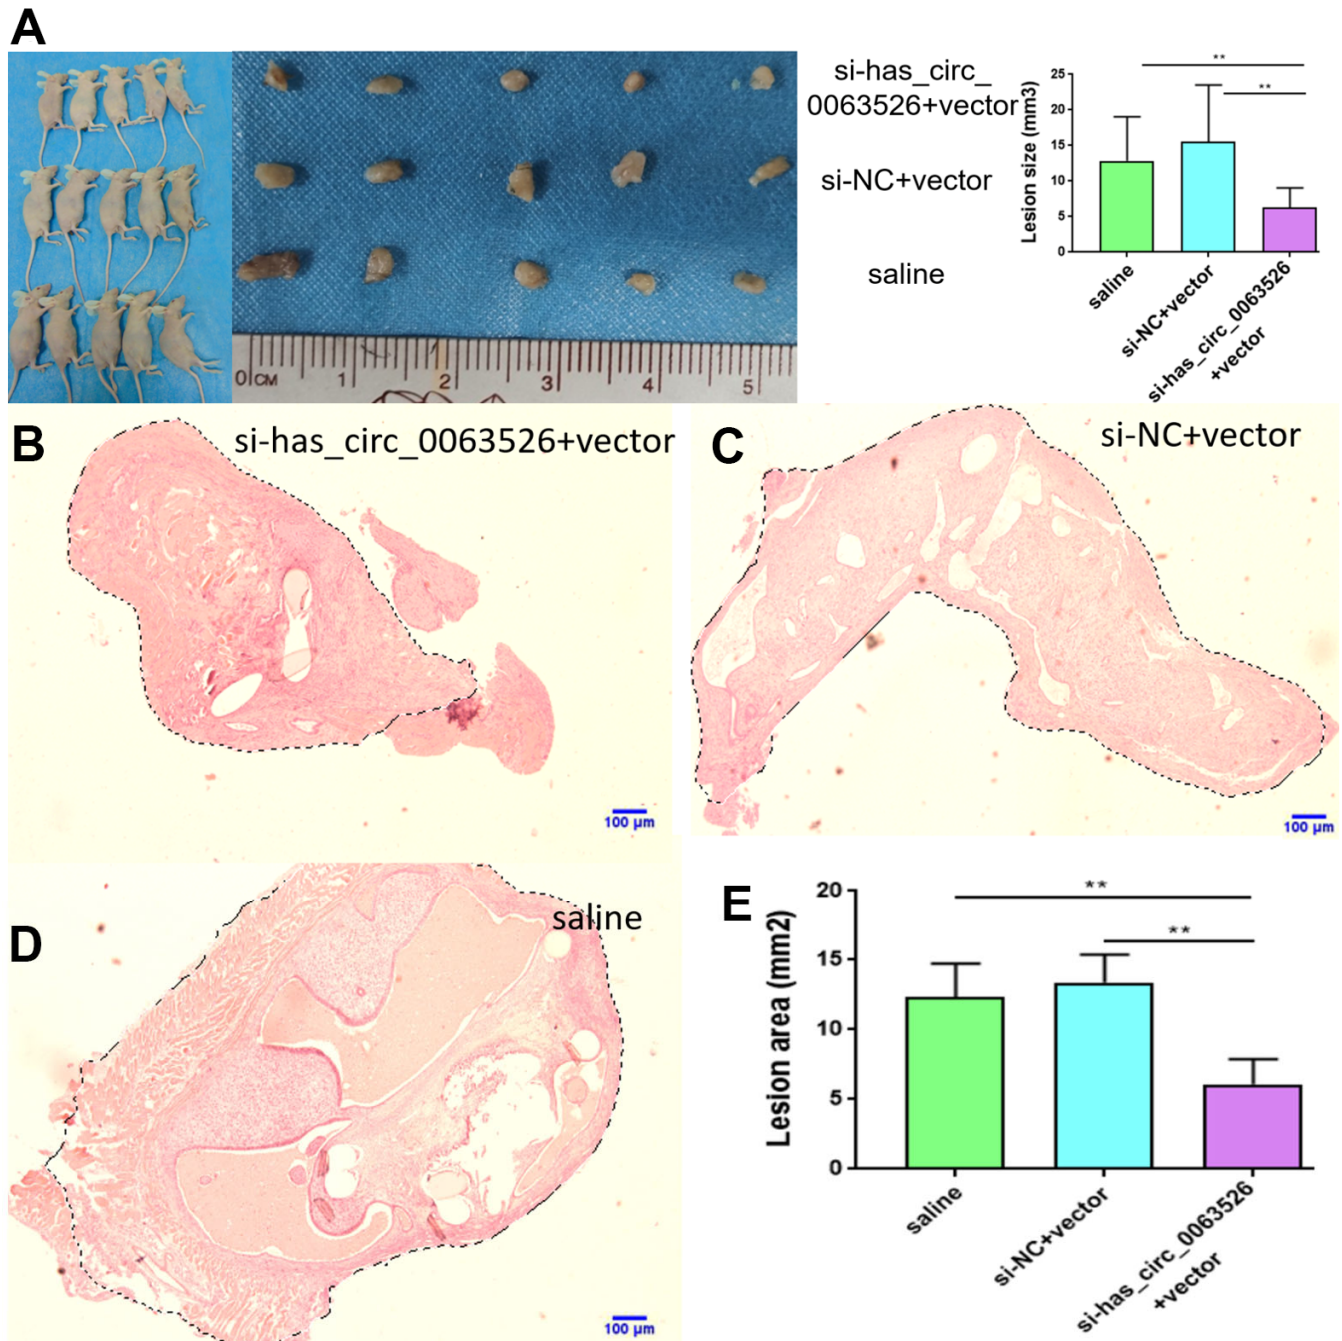 A
si-has_circ_
0063526+vector
si-NC+vector
saline
0 CM 1 2 3 4 5
**
**
Lesion size (mm3)
25
20
15
10
5
0
saline
si-NC+vector
si-has_circ_0063526
+vector
B
si-has_circ_0063526+vector
100 µm
C
si-NC+vector
100 µm
D
saline
100 µm
E
**
**
Lesion area (mm2)
20
15
10
5
0
saline
si-NC+vector
si-has_circ_0063526
+vector